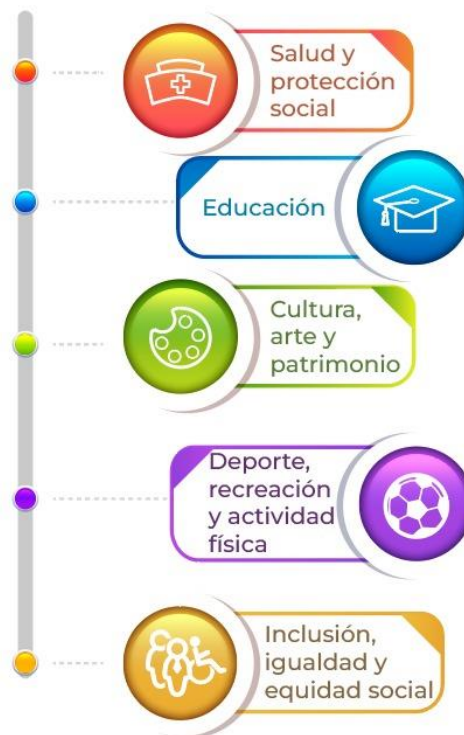 Salud y
protección
social
Educación
Cultura,
arte y
patrimonio
Deporte,
recreación
y actividad
física
Inclusión,
igualdad y
equidad social